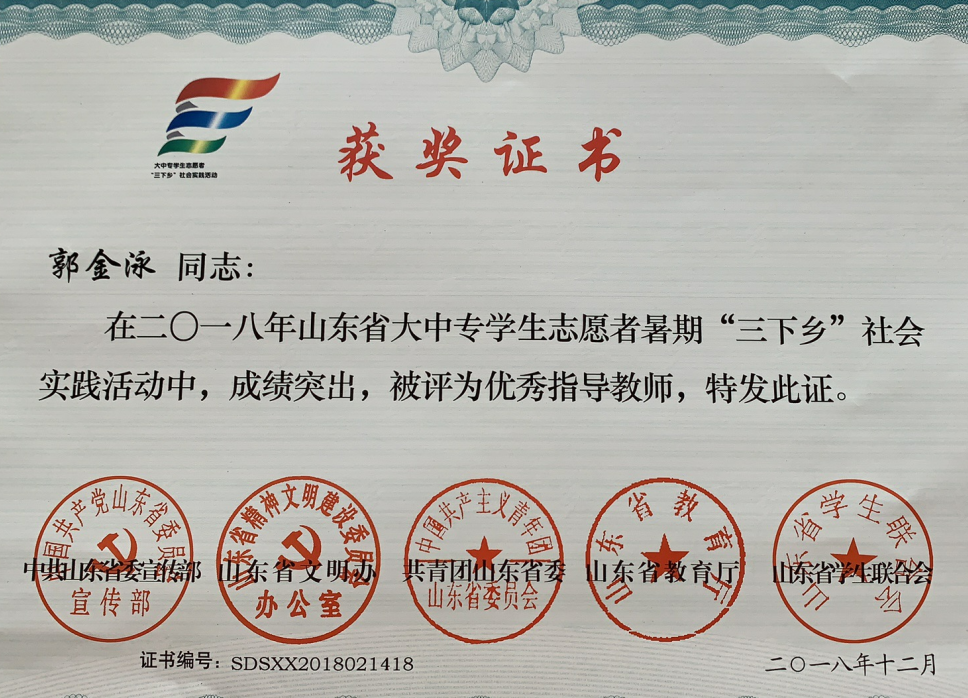 大中专学生志愿者
“三下乡”社会实践活动
获奖证书
郭金泳 同志：
在二〇一八年山东省大中专学生志愿者暑期“三下乡”社会
实践活动中，成绩突出，被评为优秀指导教师，特发此证。
中国共产党山东省委员会
宣传部
山东省精神文明建设委员会
办公室
中国共产主义青年团
山东省委员会
山东省教育厅
山东省学生联合会
中共山东省委宣传部 山东省文明办 共青团山东省委 山东省教育厅 山东省学生联合会
证书编号：SDSXX2018021418
二〇一八年十二月